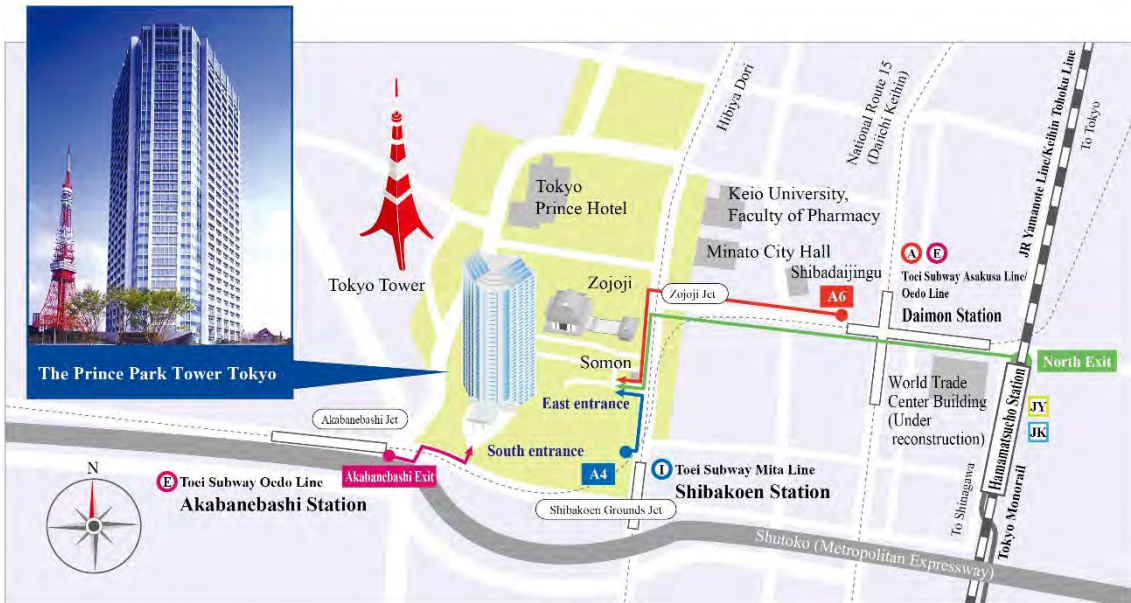 The Prince Park Tower Tokyo
Tokyo Tower
Tokyo
Prince Hotel
Zojoji
Somon
East entrance
South entrance
Hibiya Dori
National Route 15
(Daiichi Keihin)
JR Yamanote Line/Keihin Tohoku Line
To Tokyo
Keio University,
Faculty of Pharmacy
Minato City Hall
Shibadaijingu
Zojoji Jct
A6
A E
Toei Subway Asakusa Line/
Oedo Line
Daimon Station
North Exit
World Trade
Center Building
(Under
reconstruction)
Hamamatsucho Station
JY
JK
To Shinagawa
Tokyo Monorail
Akabanebashi Jct
Akabanebashi Exit
E Toei Subway Oedo Line
Akabanebashi Station
A4
I Toei Subway Mita Line
Shibakoen Station
Shibakoen Grounds Jct
Shutoko (Metropolitan Expressway)
N